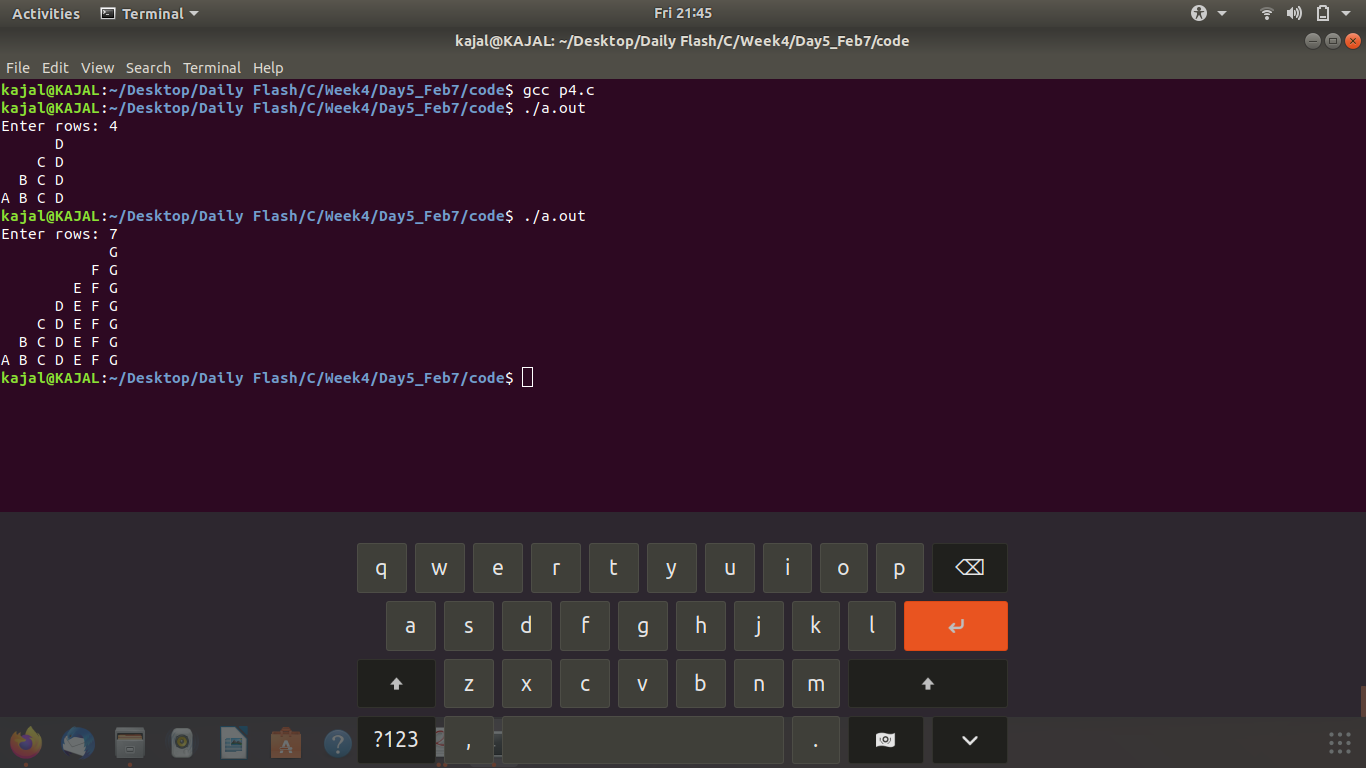 Activities Terminal Fri 21:45
kajal@KAJAL: ~/Desktop/Daily Flash/C/Week4/Day5_Feb7/code
File Edit View Search Terminal Help
kajal@KAJAL:~/Desktop/Daily Flash/C/Week4/Day5_Feb7/code$ gcc p4.c
kajal@KAJAL:~/Desktop/Daily Flash/C/Week4/Day5_Feb7/code$ ./a.out
Enter rows: 4
      D
    C D
  B C D
A B C D
kajal@KAJAL:~/Desktop/Daily Flash/C/Week4/Day5_Feb7/code$ ./a.out
Enter rows: 7
            G
          F G
        E F G
      D E F G
    C D E F G
  B C D E F G
A B C D E F G
kajal@KAJAL:~/Desktop/Daily Flash/C/Week4/Day5_Feb7/code$
q w e r t y u i o p
a s d f g h j k l
z x c v b n m
?123 , .